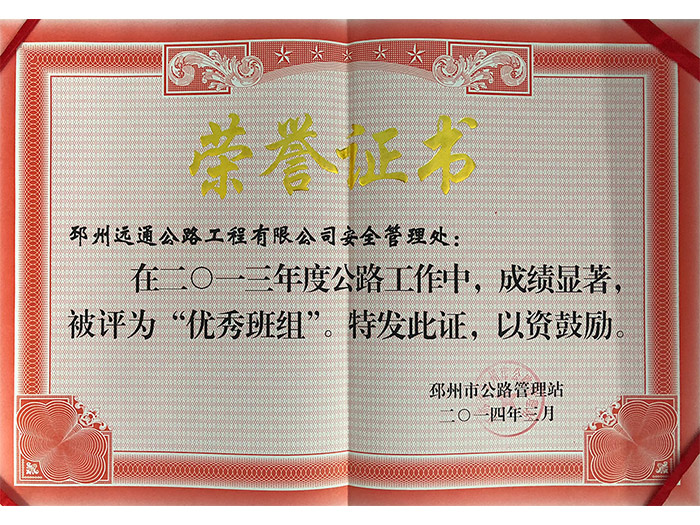 荣誉证书
邳州远通公路工程有限公司安全管理处：
在二〇一三年度公路工作中，成绩显著，
被评为“优秀班组”。特发此证，以资鼓励。
邳州市公路管理站
二〇一四年三月